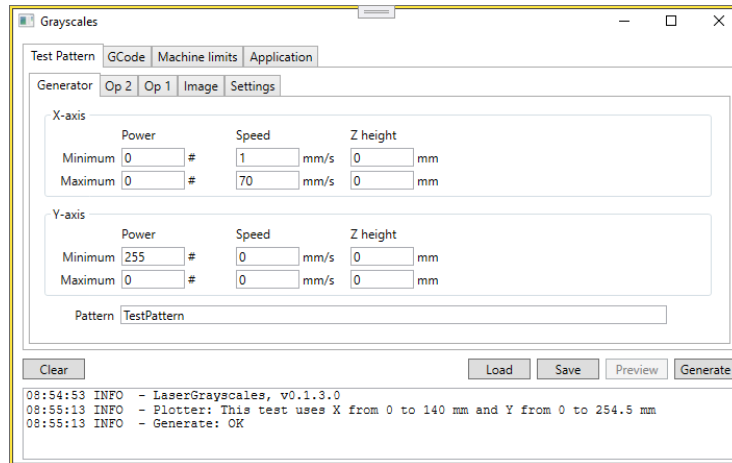 Grayscales
Test Pattern GCode Machine limits Application
Generator Op 2 Op 1 Image Settings
X-axis
Power Speed Z height
Minimum 0 # 1 mm/s 0 mm
Maximum 0 # 70 mm/s 0 mm
Y-axis
Power Speed Z height
Minimum 255 # 0 mm/s 0 mm
Maximum 0 # 0 mm/s 0 mm
Pattern TestPattern
Clear Load Save Preview Generate
08:54:53 INFO - LaserGrayscales, v0.1.3.0
08:55:13 INFO - Plotter: This test uses X from 0 to 140 mm and Y from 0 to 254.5 mm
08:55:13 INFO - Generate: OK